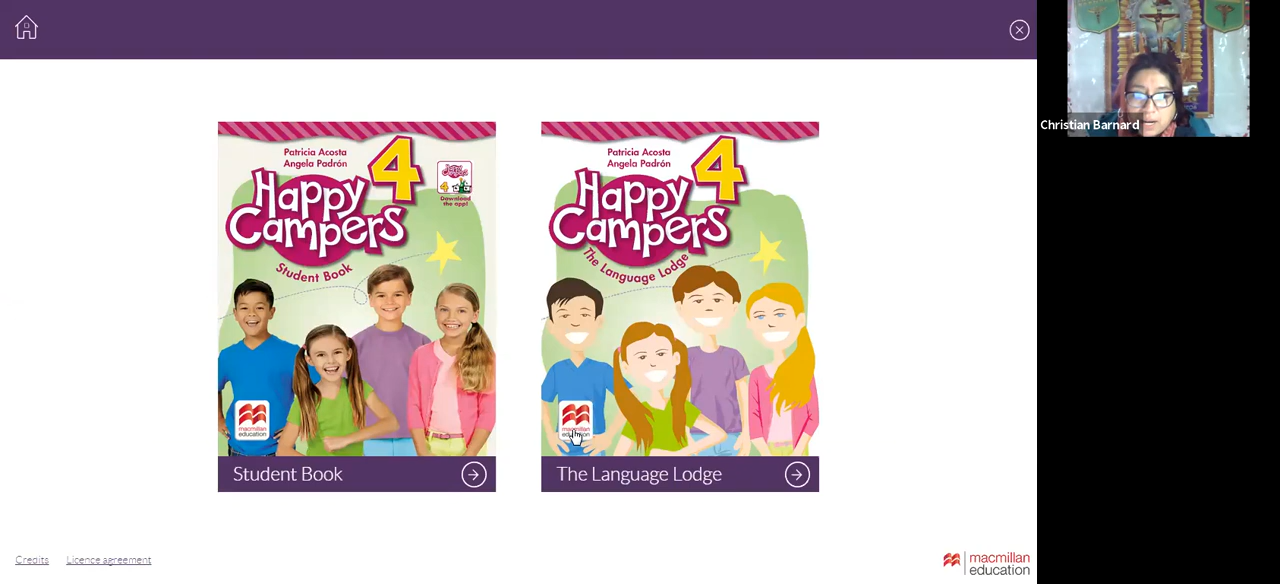 Patricia Acosta
Angela Padrón
4
Happy
Campers
Student Book
4
Download
the app!
macmillan
education
Student Book
Patricia Acosta
Angela Padrón
4
Happy
Campers
The Language Lodge
macmillan
The Language Lodge
Christian Barnard
Credits
Licence agreement
macmillan
education